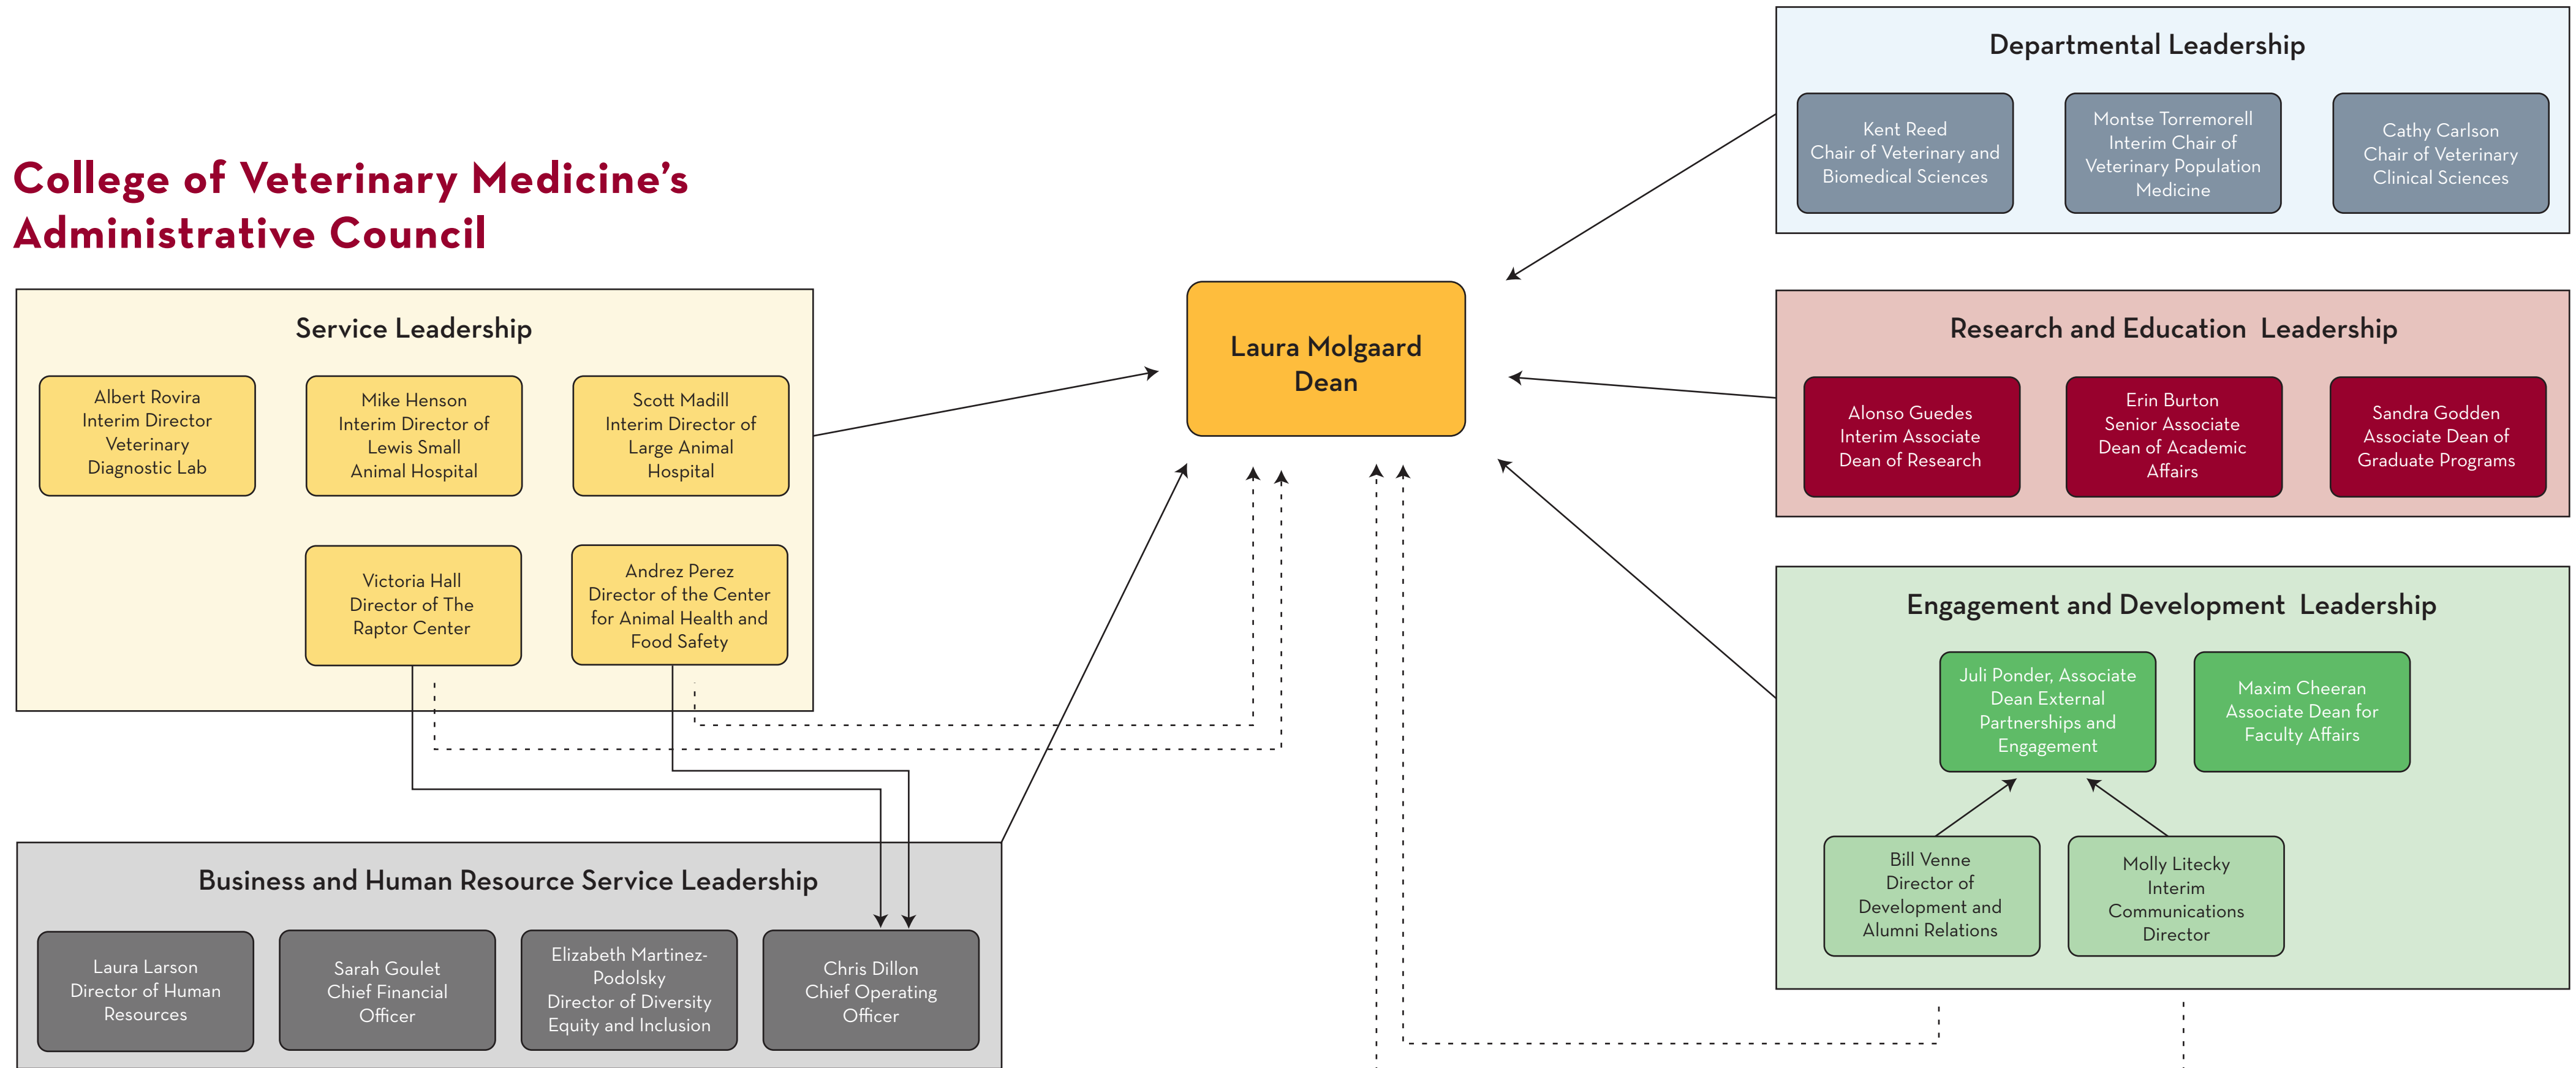 College of Veterinary Medicine’s
Administrative Council
Service Leadership
Albert Rovira
Interim Director
Veterinary
Diagnostic Lab
Mike Henson
Interim Director of
Lewis Small
Animal Hospital
Scott Madill
Interim Director of
Large Animal
Hospital
Victoria Hall
Director of The
Raptor Center
Andrez Perez
Director of the Center
for Animal Health and
Food Safety
Business and Human Resource Service Leadership
Laura Larson
Director of Human
Resources
Sarah Goulet
Chief Financial
Officer
Elizabeth Martinez-
Podolsky
Director of Diversity
Equity and Inclusion
Chris Dillon
Chief Operating
Officer
Laura Molgaard
Dean
Departmental Leadership
Kent Reed
Chair of Veterinary and
Biomedical Sciences
Montse Torremorell
Interim Chair of
Veterinary Population
Medicine
Cathy Carlson
Chair of Veterinary
Clinical Sciences
Research and Education Leadership
Alonso Guedes
Interim Associate
Dean of Research
Erin Burton
Senior Associate
Dean of Academic
Affairs
Sandra Godden
Associate Dean of
Graduate Programs
Engagement and Development Leadership
Juli Ponder, Associate
Dean External
Partnerships and
Engagement
Maxim Cheeran
Associate Dean for
Faculty Affairs
Bill Venne
Director of
Development and
Alumni Relations
Molly Litecky
Interim
Communications
Director